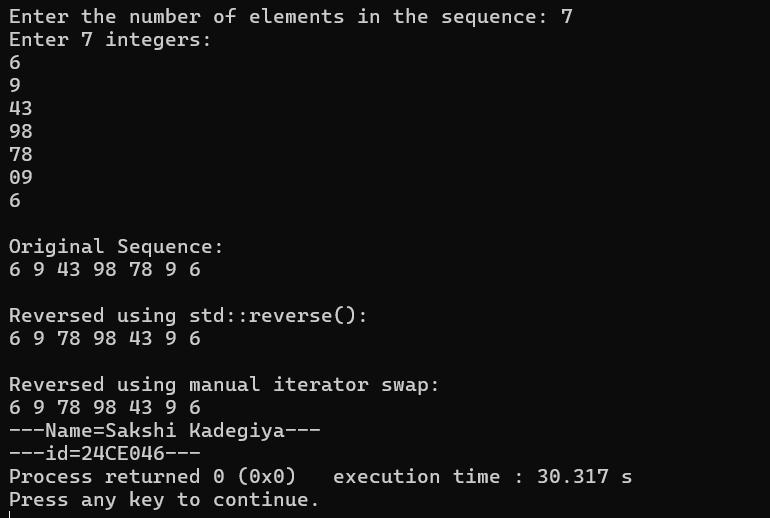 Enter the number of elements in the sequence: 7
Enter 7 integers:
6
9
43
98
78
09
6
Original Sequence:
6 9 43 98 78 9 6
Reversed using std::reverse():
6 9 78 98 43 9 6
Reversed using manual iterator swap:
6 9 78 98 43 9 6
---Name=Sakshi Kadegiya---
---id=24CE046---
Process returned 0 (0x0)   execution time : 30.317 s
Press any key to continue.